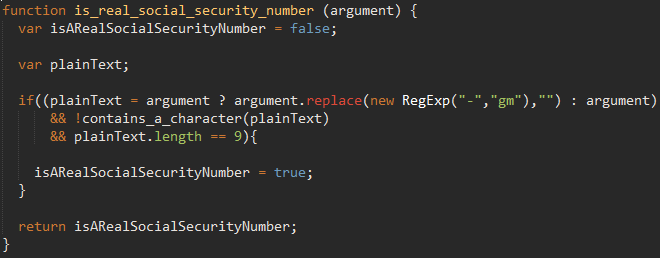 function is_real_social_security_number (argument) {
var isARealSocialSecurityNumber = false;
var plainText;
if((plainText = argument ? argument.replace(new RegExp("-","gm"),"") : argument)
&& !contains_a_character(plainText)
&& plainText.length == 9){
isARealSocialSecurityNumber = true;
}
return isARealSocialSecurityNumber;
}